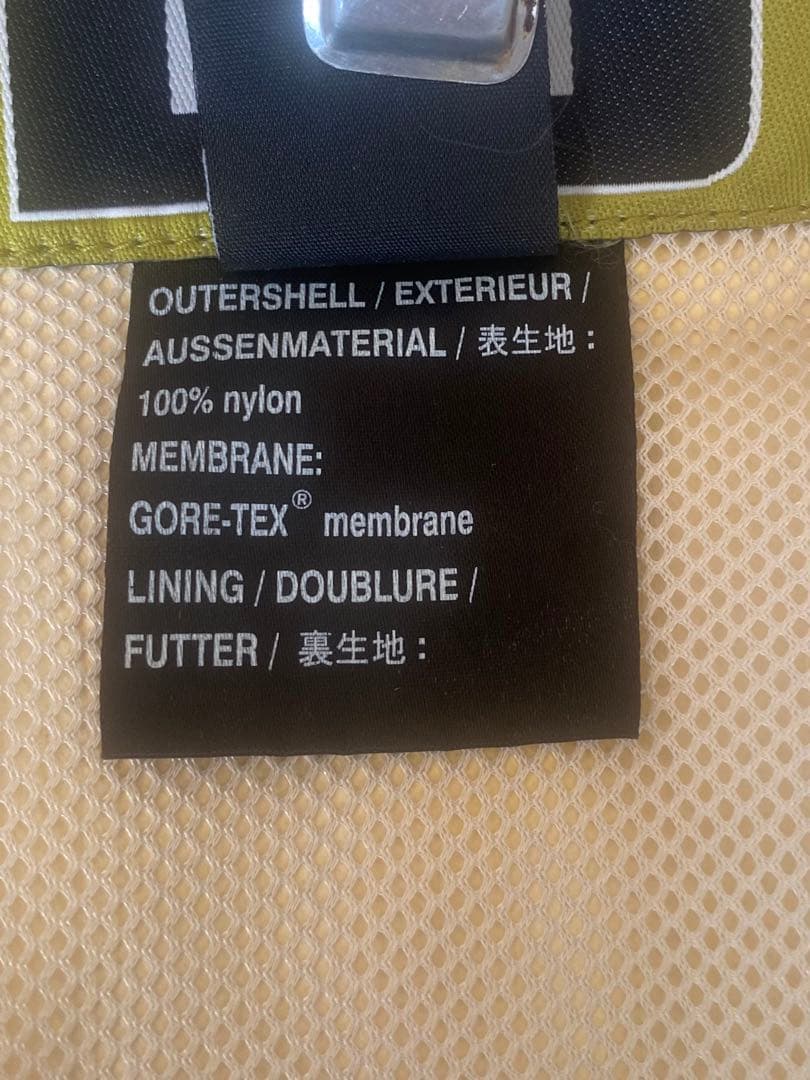 OUTERSHELL / EXTERIEUR /
AUSSENMATERIAL / 表生地 :
100% nylon
MEMBRANE:
GORE-TEX® membrane
LINING / DOUBLURE /
FUTTER / 裏生地 :